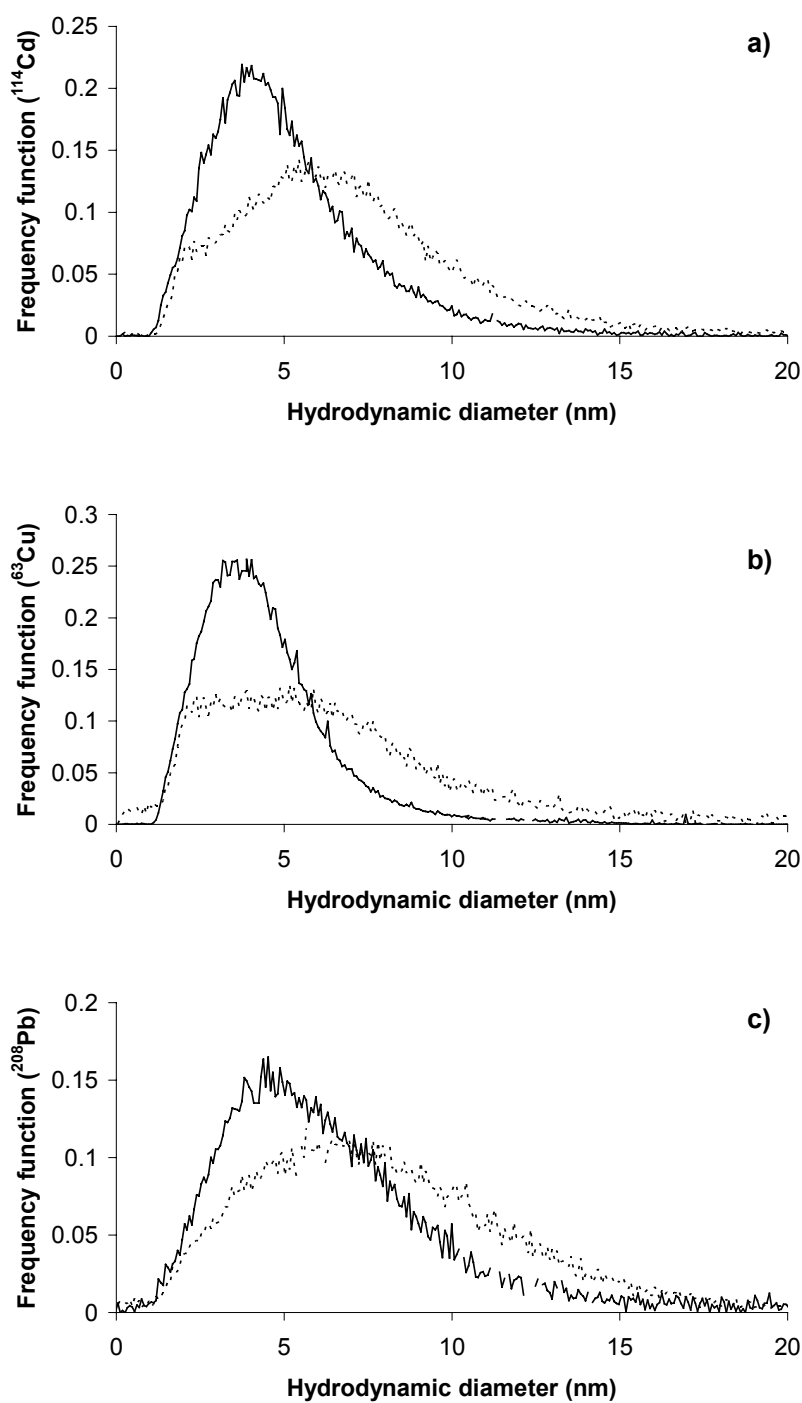 a)
Frequency function (¹¹⁴Cd)
0.25
0.2
0.15
0.1
0.05
0
0 5 10 15 20
Hydrodynamic diameter (nm)
b)
Frequency function (⁶³Cu)
0.3
0.25
0.2
0.15
0.1
0.05
0
0 5 10 15 20
Hydrodynamic diameter (nm)
c)
Frequency function (²⁰⁸Pb)
0.2
0.15
0.1
0.05
0
0 5 10 15 20
Hydrodynamic diameter (nm)